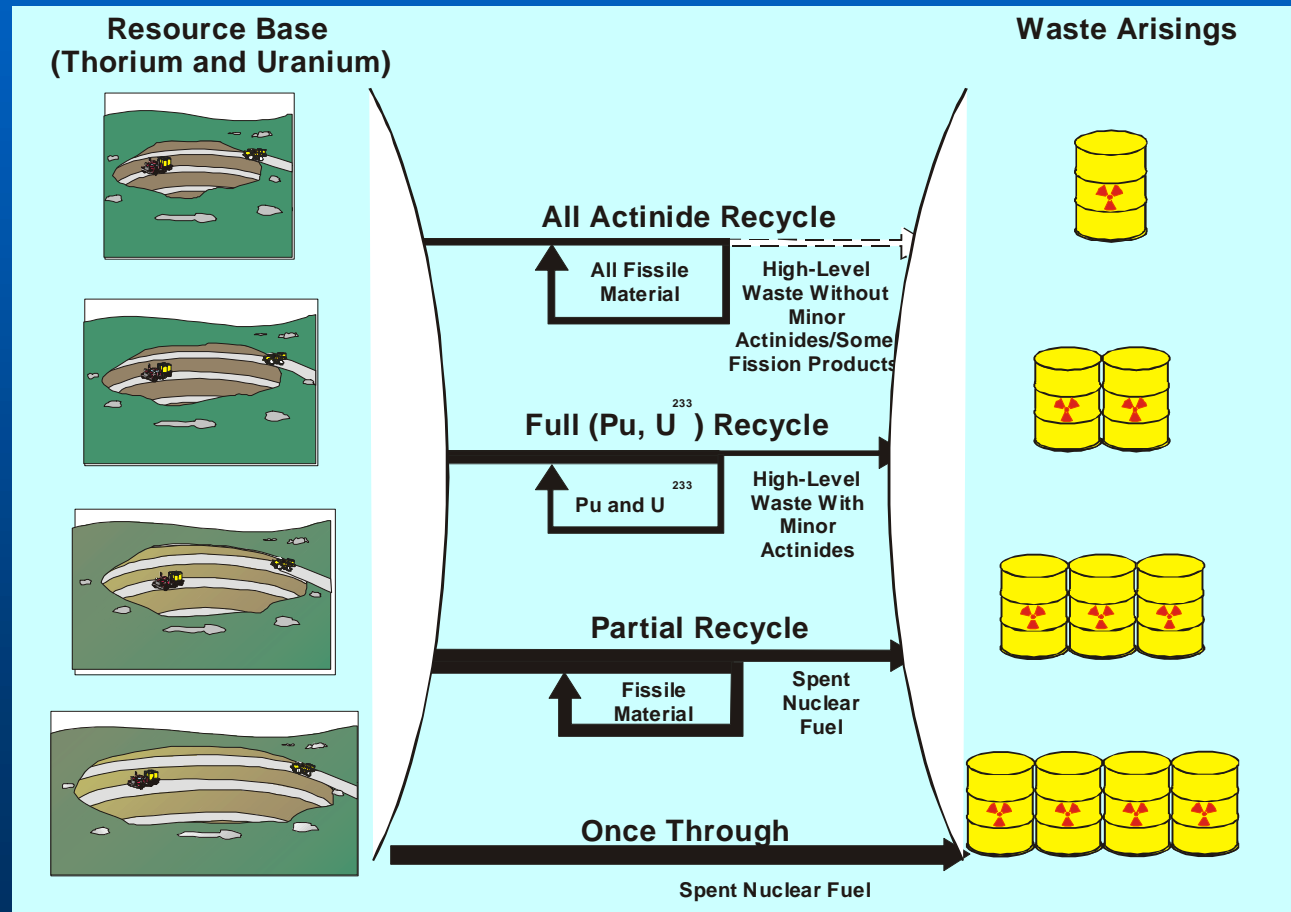 Resource Base
(Thorium and Uranium)
Waste Arisings
All Actinide Recycle
All Fissile
Material
High-Level
Waste Without
Minor
Actinides/Some
Fission Products
Full (Pu, U²³³) Recycle
Pu and U²³³
High-Level
Waste With
Minor
Actinides
Partial Recycle
Fissile
Material
Spent
Nuclear
Fuel
Once Through
Spent Nuclear Fuel